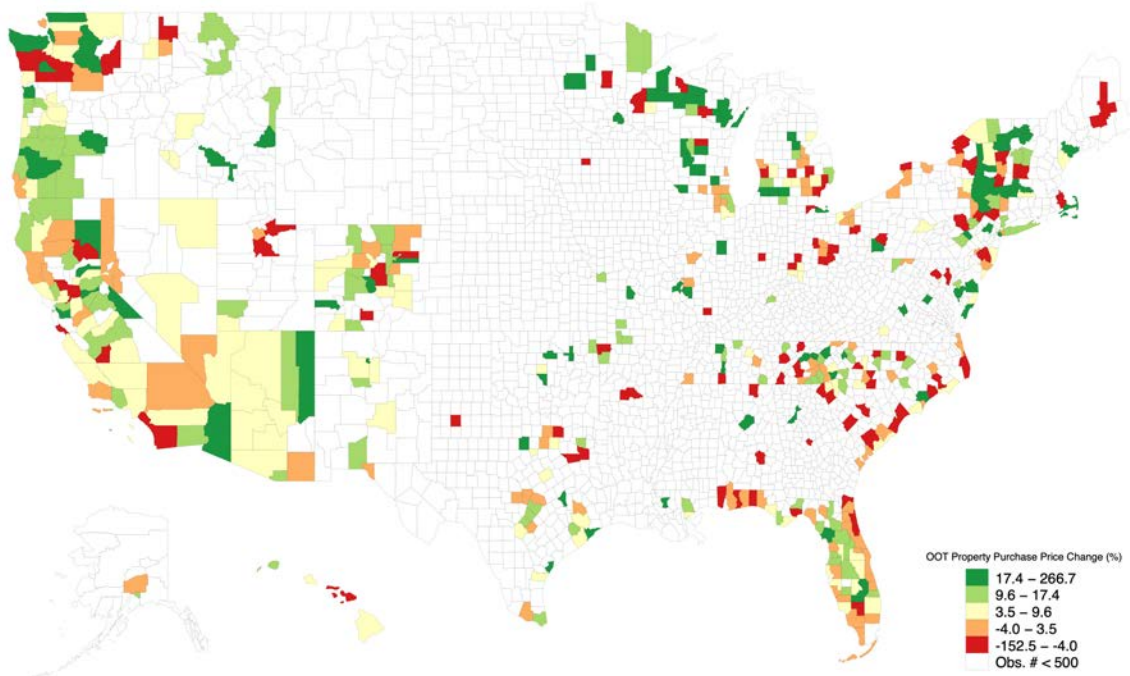 OOT Property Purchase Price Change (%)
17.4 – 266.7
9.6 – 17.4
3.5 – 9.6
-4.0 – 3.5
-152.5 – -4.0
Obs. # < 500